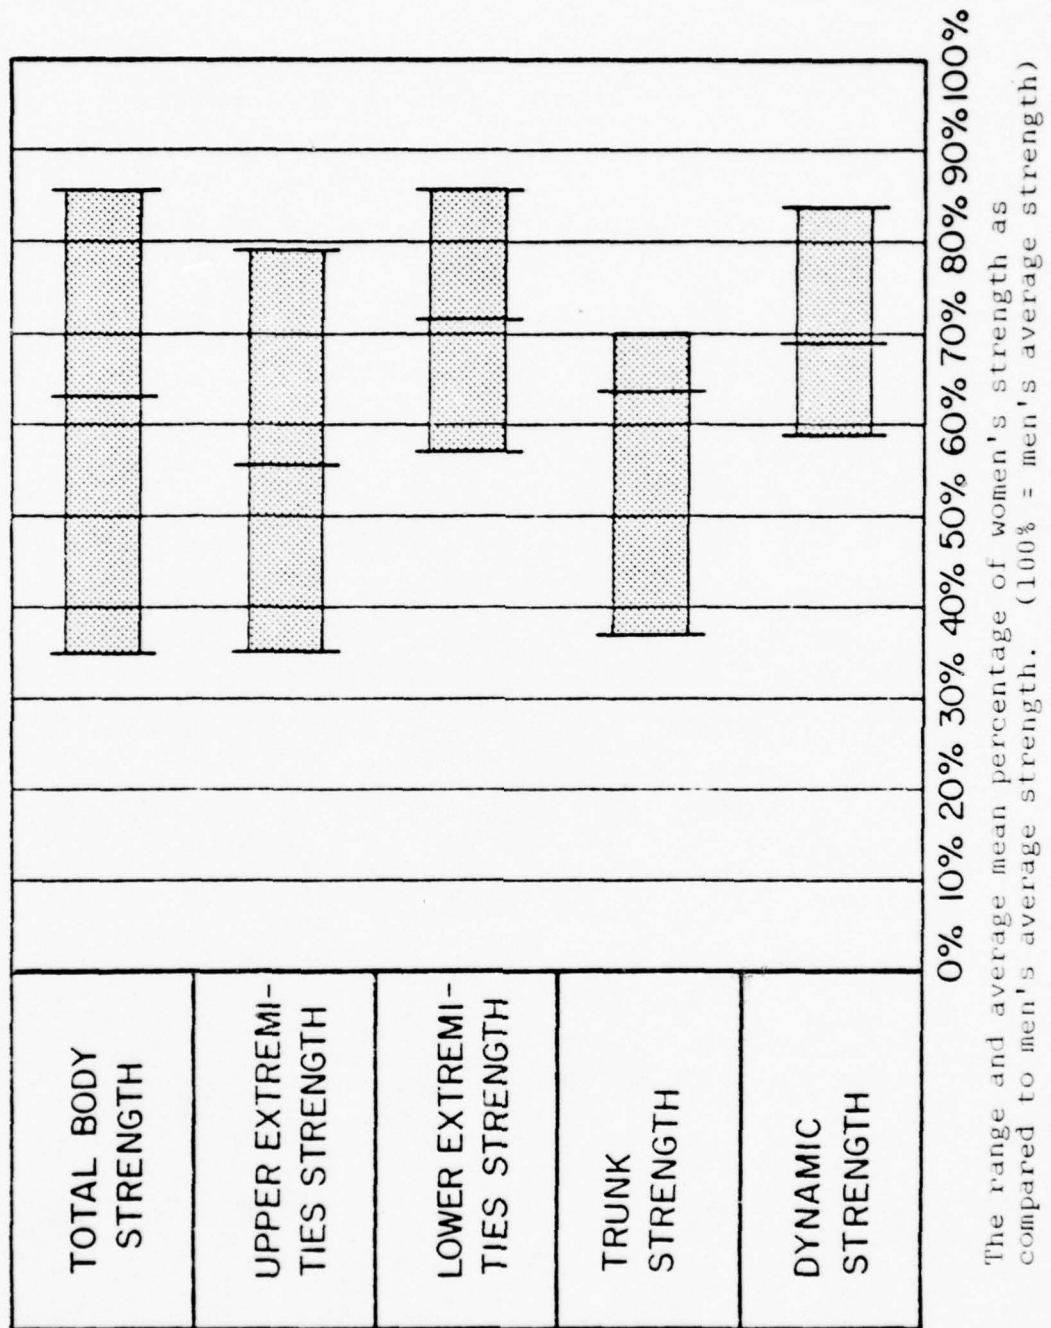 TOTAL BODY
STRENGTH
UPPER EXTREMI-
TIES STRENGTH
LOWER EXTREMI-
TIES STRENGTH
TRUNK
STRENGTH
DYNAMIC
STRENGTH
0% 10% 20% 30% 40% 50% 60% 70% 80% 90% 100%
The range and average mean percentage of women's strength as
compared to men's average strength. (100% = men's average strength)